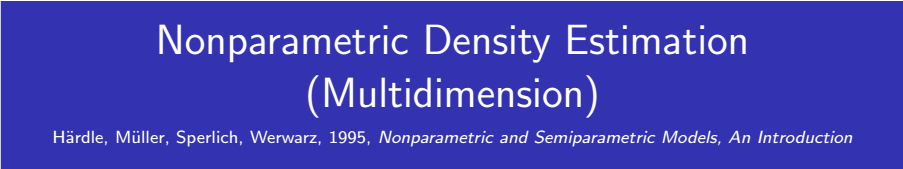 Nonparametric Density Estimation
(Multidimension)
Härdle, Müller, Sperlich, Werwarz, 1995, Nonparametric and Semiparametric Models, An Introduction